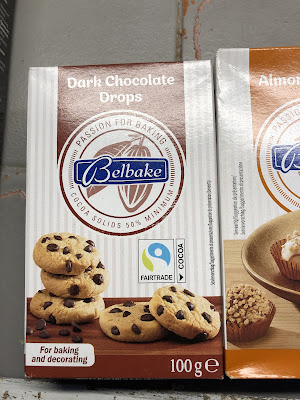 Dark Chocolate
Drops
PASSION FOR BAKING
Belbake
COCOA SOLIDS 50% MINIMUM
FAIRTRADE
COCOA
For baking
and decorating
100g e
Almon
Belbake